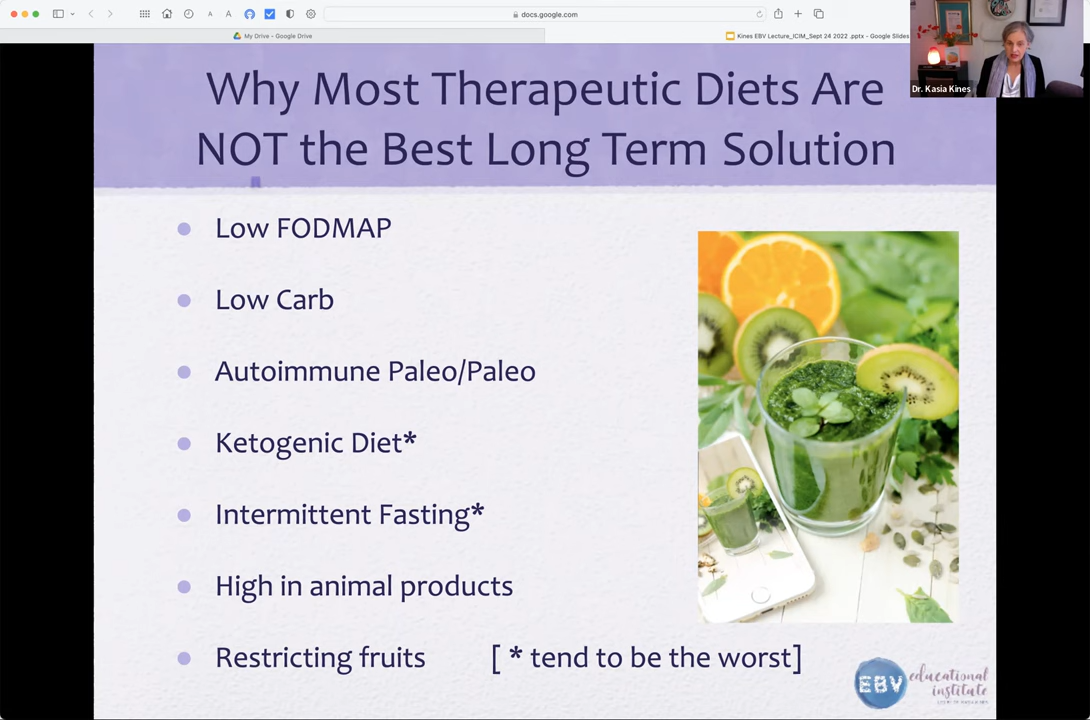 A A
docs.google.com
My Drive - Google Drive
Kines EBV Lecture_ICIM_Sept 24 2022 .pptx - Google Slides
Dr. Kasia Kines
Why Most Therapeutic Diets Are
NOT the Best Long Term Solution
Low FODMAP
Low Carb
Autoimmune Paleo/Paleo
Ketogenic Diet*
Intermittent Fasting*
High in animal products
Restricting fruits [ * tend to be the worst]
EBV educational
institute